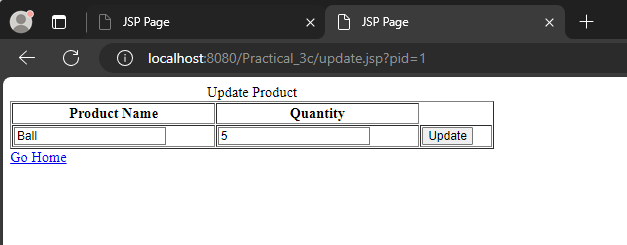 JSP Page JSP Page
localhost:8080/Practical_3c/update.jsp?pid=1
Update Product
Product Name Quantity
Ball 5 Update
Go Home